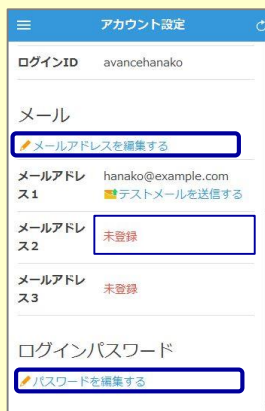 アカウント設定
ログインID avancehanako
メール
メールアドレスを編集する
メールアドレ hanako@example.com
ス1 テストメールを送信する
メールアドレ
ス2 未登録
メールアドレ
ス3 未登録
ログインパスワード
パスワードを編集する